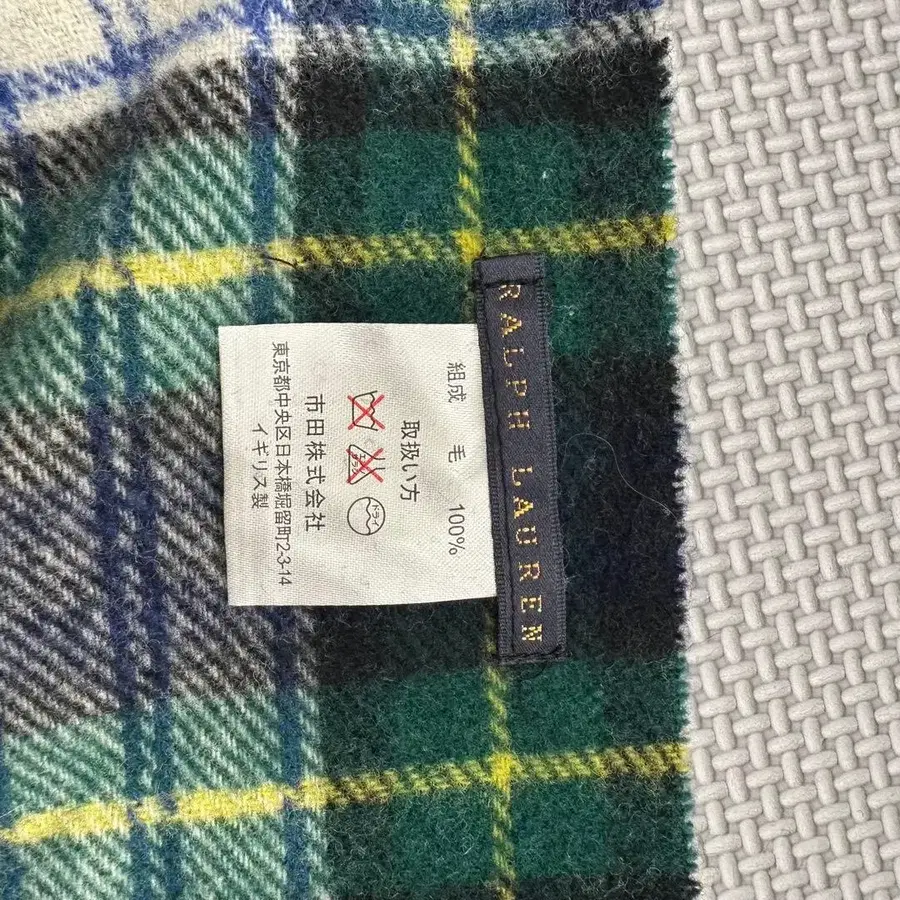 RALPH LAUREN
組成 毛 100%
取扱い方
ドライ
市田株式会社
東京都中央区日本橋堀留町2-3-14
イギリス製